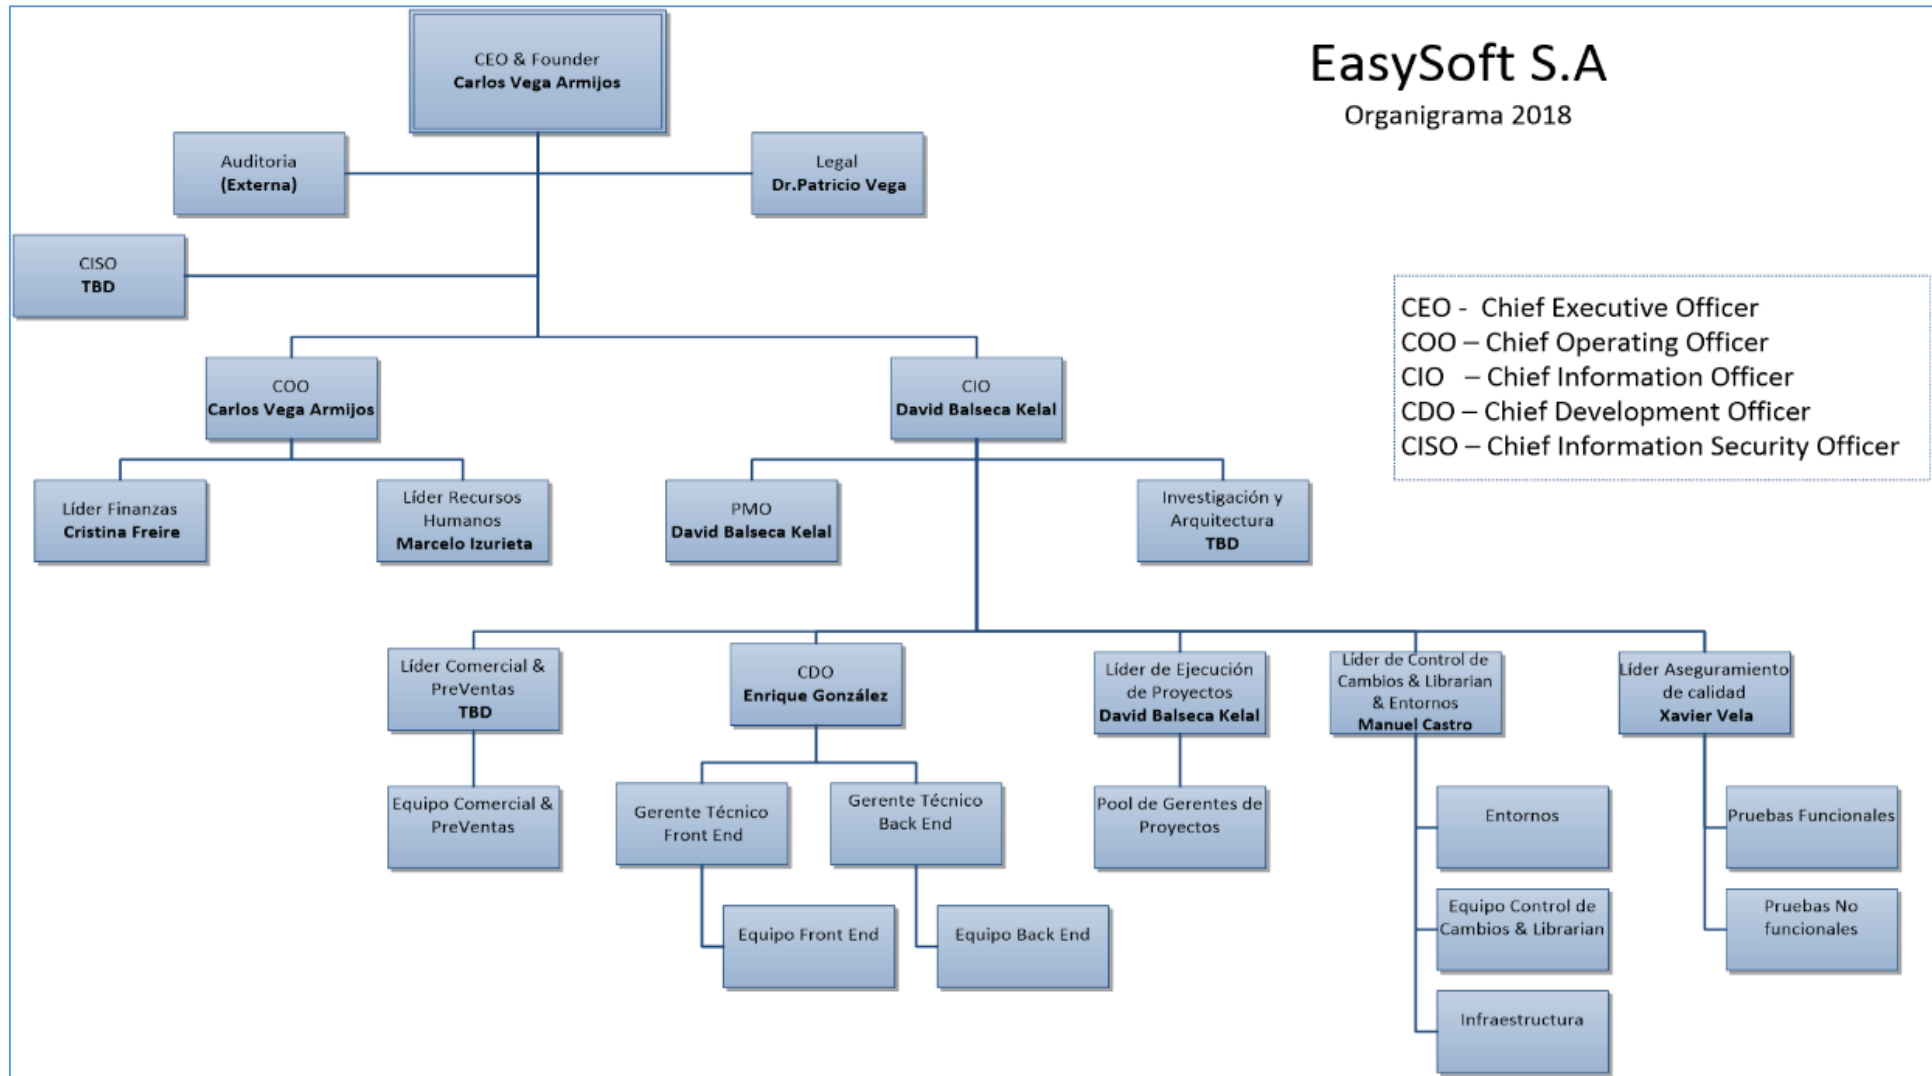 CEO & Founder
Carlos Vega Armijos
EasySoft S.A
Organigrama 2018
Auditoria
(Externa)
Legal
Dr.Patricio Vega
CISO
TBD
CEO -  Chief Executive Officer
COO – Chief Operating Officer
CIO   – Chief Information Officer
CDO – Chief Development Officer
CISO – Chief Information Security Officer
COO
Carlos Vega Armijos
CIO
David Balseca Kelal
Líder Finanzas
Cristina Freire
Líder Recursos
Humanos
Marcelo Izurieta
PMO
David Balseca Kelal
Investigación y
Arquitectura
TBD
Líder Comercial &
PreVentas
TBD
CDO
Enrique González
Líder de Ejecución
de Proyectos
David Balseca Kelal
Líder de Control de
Cambios & Librarian
& Entornos
Manuel Castro
Líder Aseguramiento
de calidad
Xavier Vela
Equipo Comercial &
PreVentas
Gerente Técnico
Front End
Gerente Técnico
Back End
Pool de Gerentes de
Proyectos
Entornos
Pruebas Funcionales
Equipo Front End
Equipo Back End
Equipo Control de
Cambios & Librarian
Pruebas No
funcionales
Infraestructura